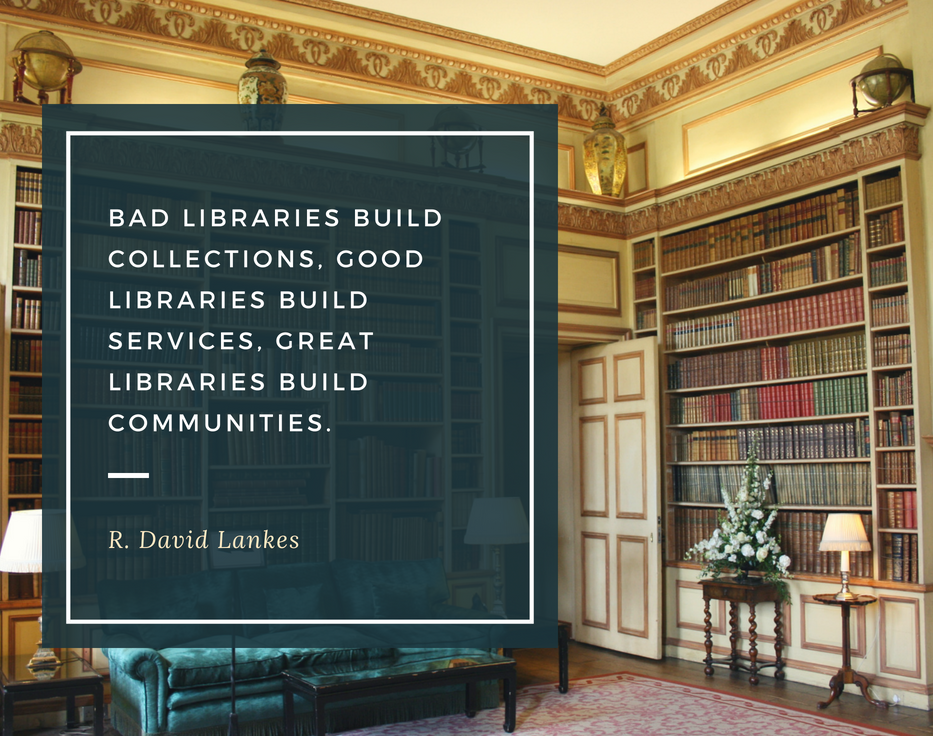 BAD LIBRARIES BUILD
COLLECTIONS, GOOD
LIBRARIES BUILD
SERVICES, GREAT
LIBRARIES BUILD
COMMUNITIES.
R. David Lankes